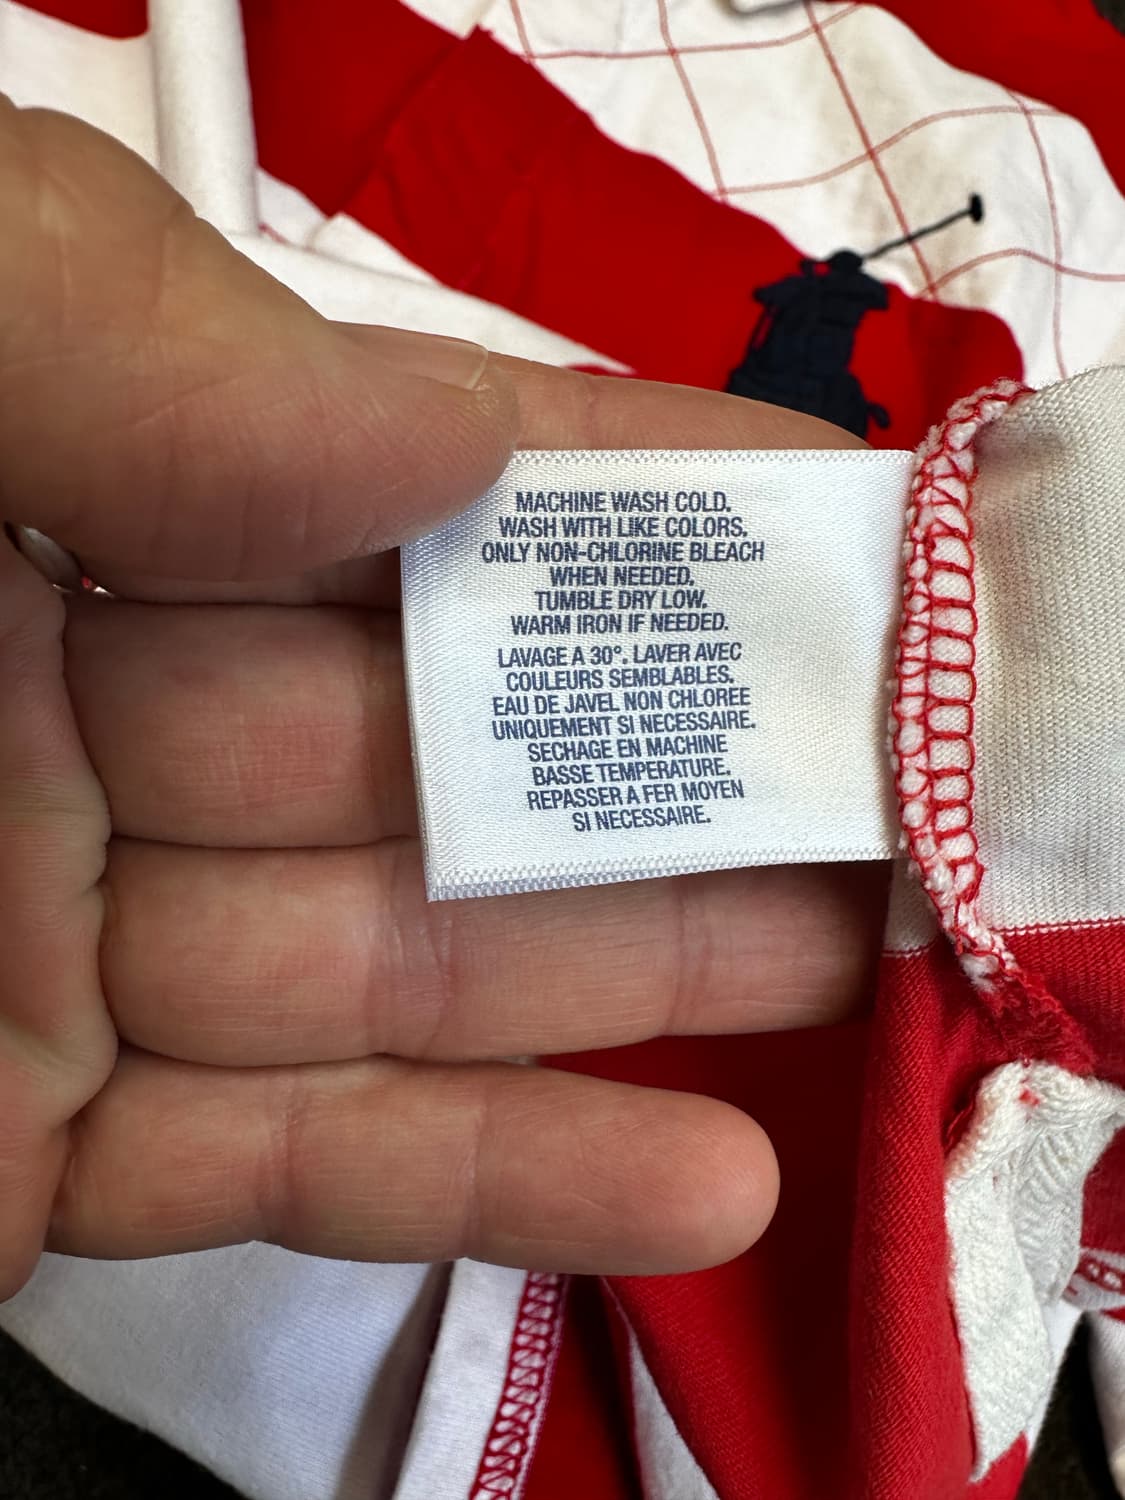 MACHINE WASH COLD.
WASH WITH LIKE COLORS.
ONLY NON-CHLORINE BLEACH
WHEN NEEDED.
TUMBLE DRY LOW.
WARM IRON IF NEEDED.
LAVAGE A 30°. LAVER AVEC
COULEURS SEMBLABLES.
EAU DE JAVEL NON CHLOREE
UNIQUEMENT SI NECESSAIRE.
SECHAGE EN MACHINE
BASSE TEMPERATURE.
REPASSER A FER MOYEN
SI NECESSAIRE.